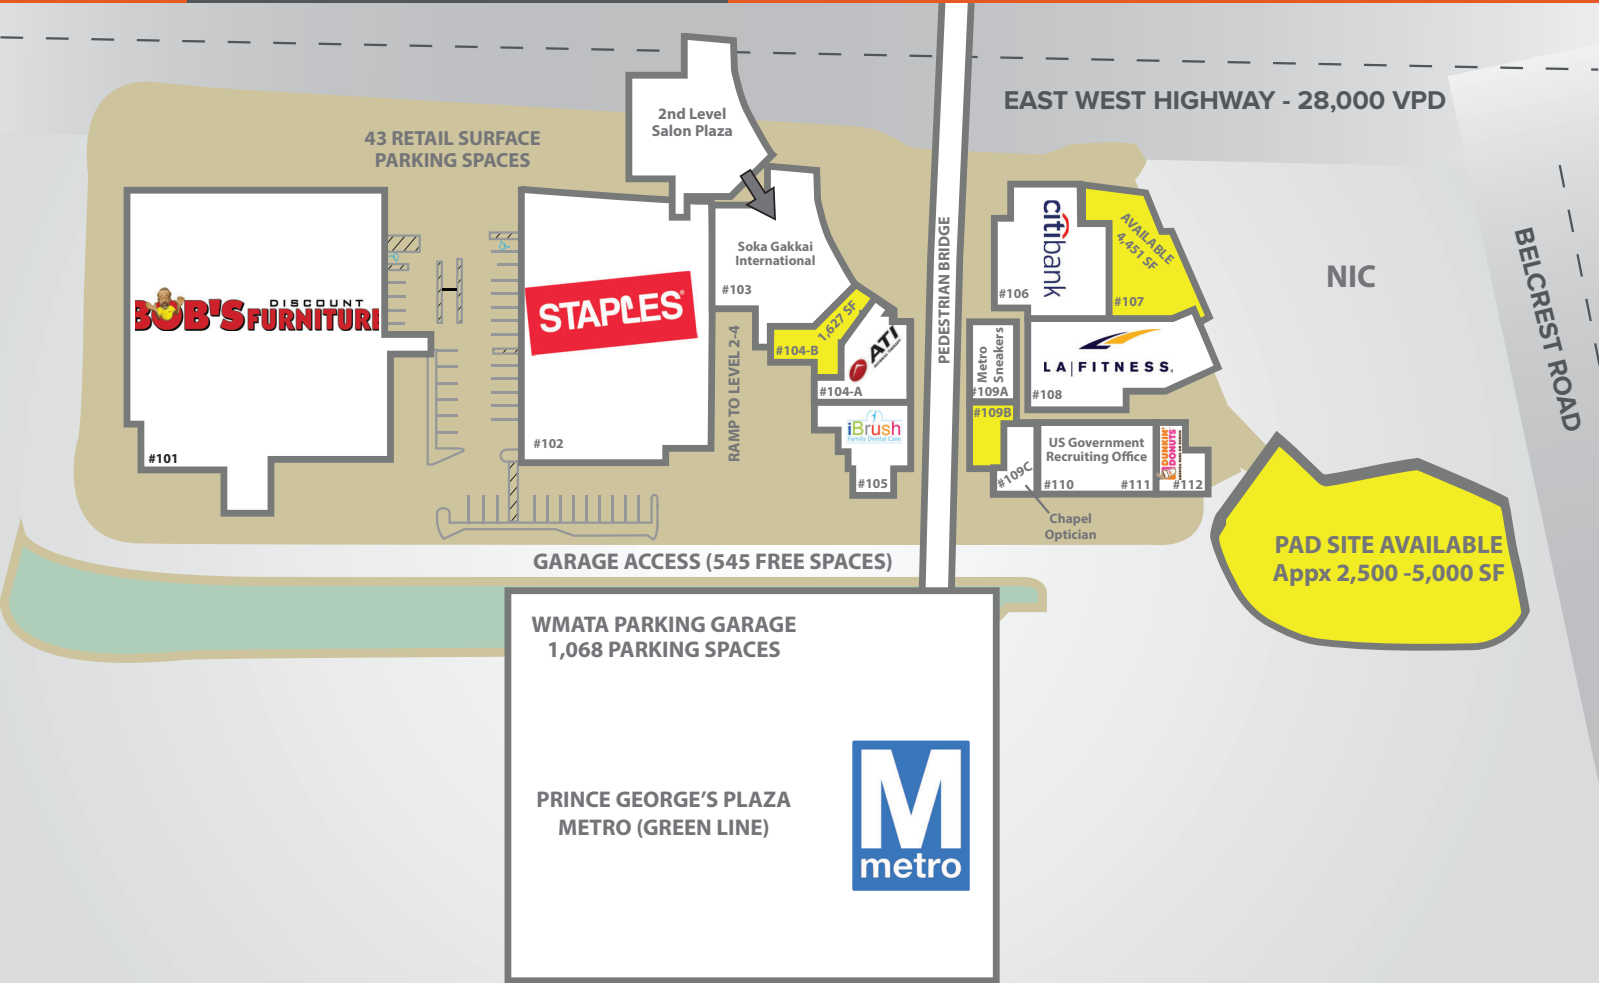 EAST WEST HIGHWAY - 28,000 VPD
2nd Level
Salon Plaza
43 RETAIL SURFACE
PARKING SPACES
BOB'S DISCOUNT FURNITURE
#101
STAPLES
#102
Soka Gakkai
International
#103
RAMP TO LEVEL 2-4
1,627 SF
#104-B
ATI
#104-A
iBrush
Family Dental Care
#105
PEDESTRIAN BRIDGE
citibank
#106
AVAILABLE
4,451 SF
#107
NIC
BELCREST ROAD
Metro
Sneakers
#109A
LA|FITNESS.
#108
#109B
#109C
US Government
Recruiting Office
#110
#111
DUNKIN'
DONUTS
#112
Chapel
Optician
PAD SITE AVAILABLE
Appx 2,500 -5,000 SF
GARAGE ACCESS (545 FREE SPACES)
WMATA PARKING GARAGE
1,068 PARKING SPACES
PRINCE GEORGE'S PLAZA
METRO (GREEN LINE)
M
metro